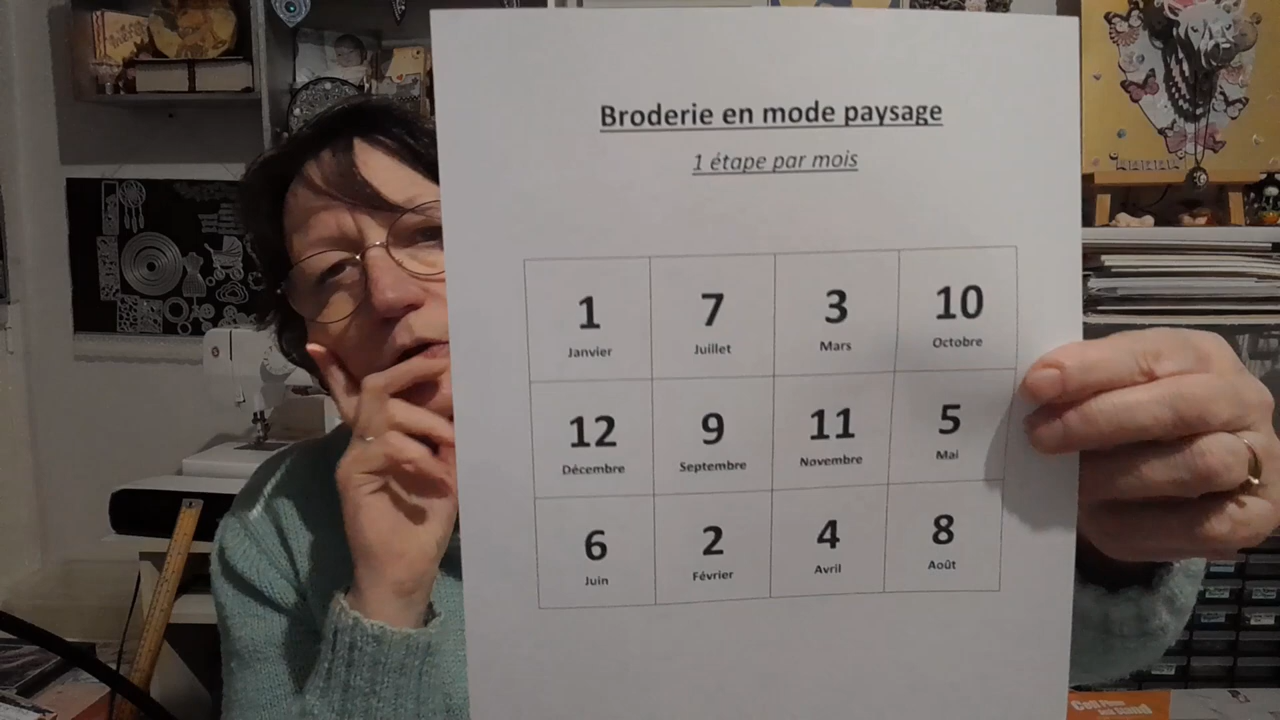 Broderie en mode paysage
1 étape par mois
1 7 3 10
Janvier Juillet Mars Octobre
12 9 11 5
Décembre Septembre Novembre Mai
6 2 4 8
Juin Février Avril Août